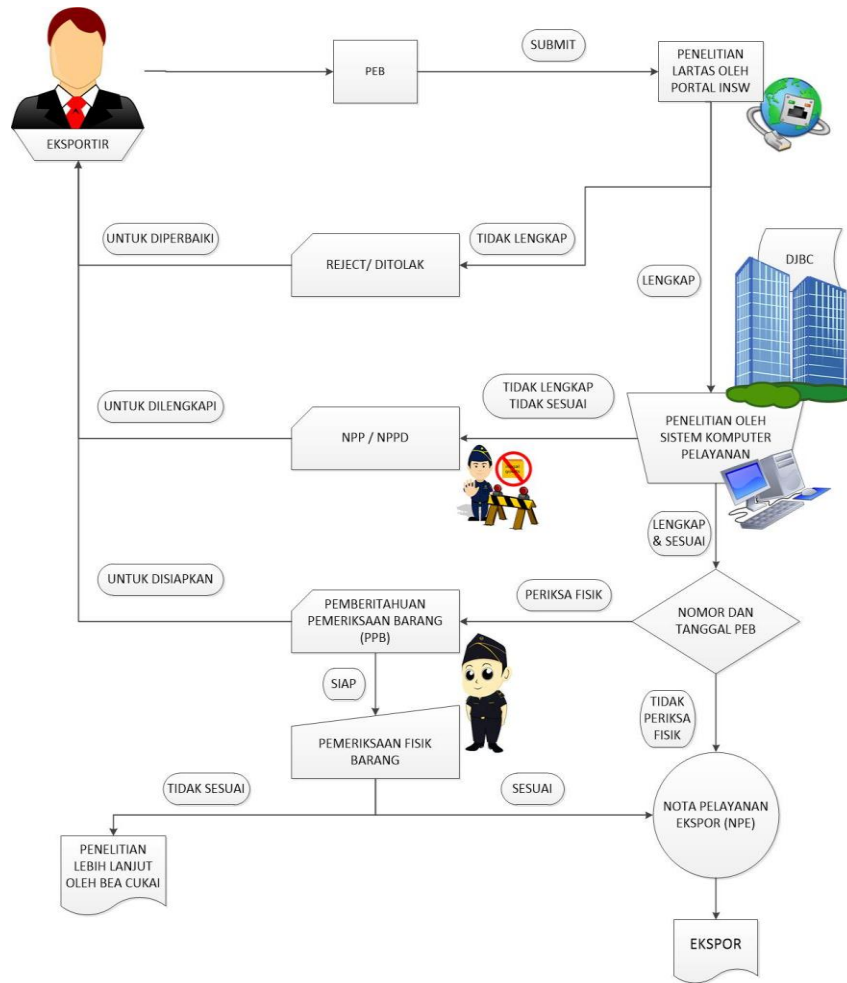 SUBMIT
PEB
PENELITIAN
LARTAS OLEH
PORTAL INSW
EKSPORTIR
UNTUK DIPERBAIKI
TIDAK LENGKAP
REJECT/ DITOLAK
DJBC
LENGKAP
UNTUK DILENGKAPI
TIDAK LENGKAP
TIDAK SESUAI
NPP / NPPD
PENELITIAN OLEH
SISTEM KOMPUTER
PELAYANAN
LENGKAP
& SESUAI
UNTUK DISIAPKAN
PERIKSA FISIK
PEMBERITAHUAN
PEMERIKSAAN BARANG
(PPB)
NOMOR DAN
TANGGAL PEB
SIAP
TIDAK
PERIKSA
FISIK
PEMERIKSAAN FISIK
BARANG
TIDAK SESUAI
SESUAI
NOTA PELAYANAN
EKSPOR (NPE)
PENELITIAN
LEBIH LANJUT
OLEH BEA CUKAI
EKSPOR